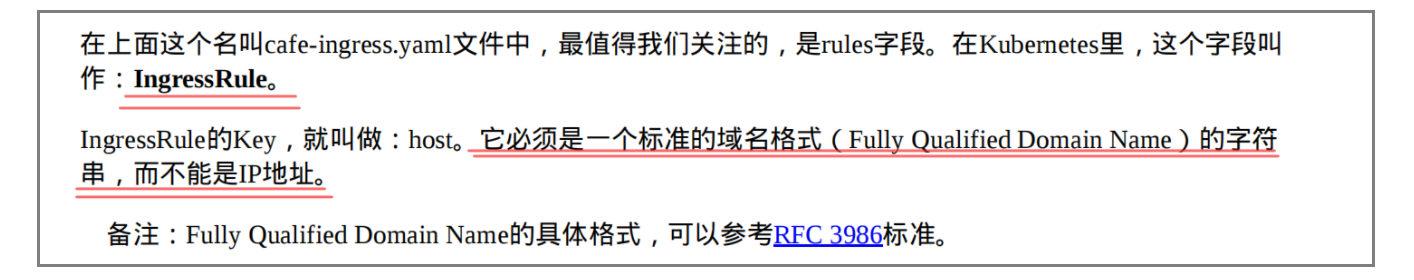 在上面这个名叫cafe-ingress.yaml文件中，最值得我们关注的，是rules字段。在Kubernetes里，这个字段叫
作：IngressRule。
IngressRule的Key，就叫做：host。它必须是一个标准的域名格式（Fully Qualified Domain Name）的字符
串，而不能是IP地址。
备注：Fully Qualified Domain Name的具体格式，可以参考RFC 3986标准。